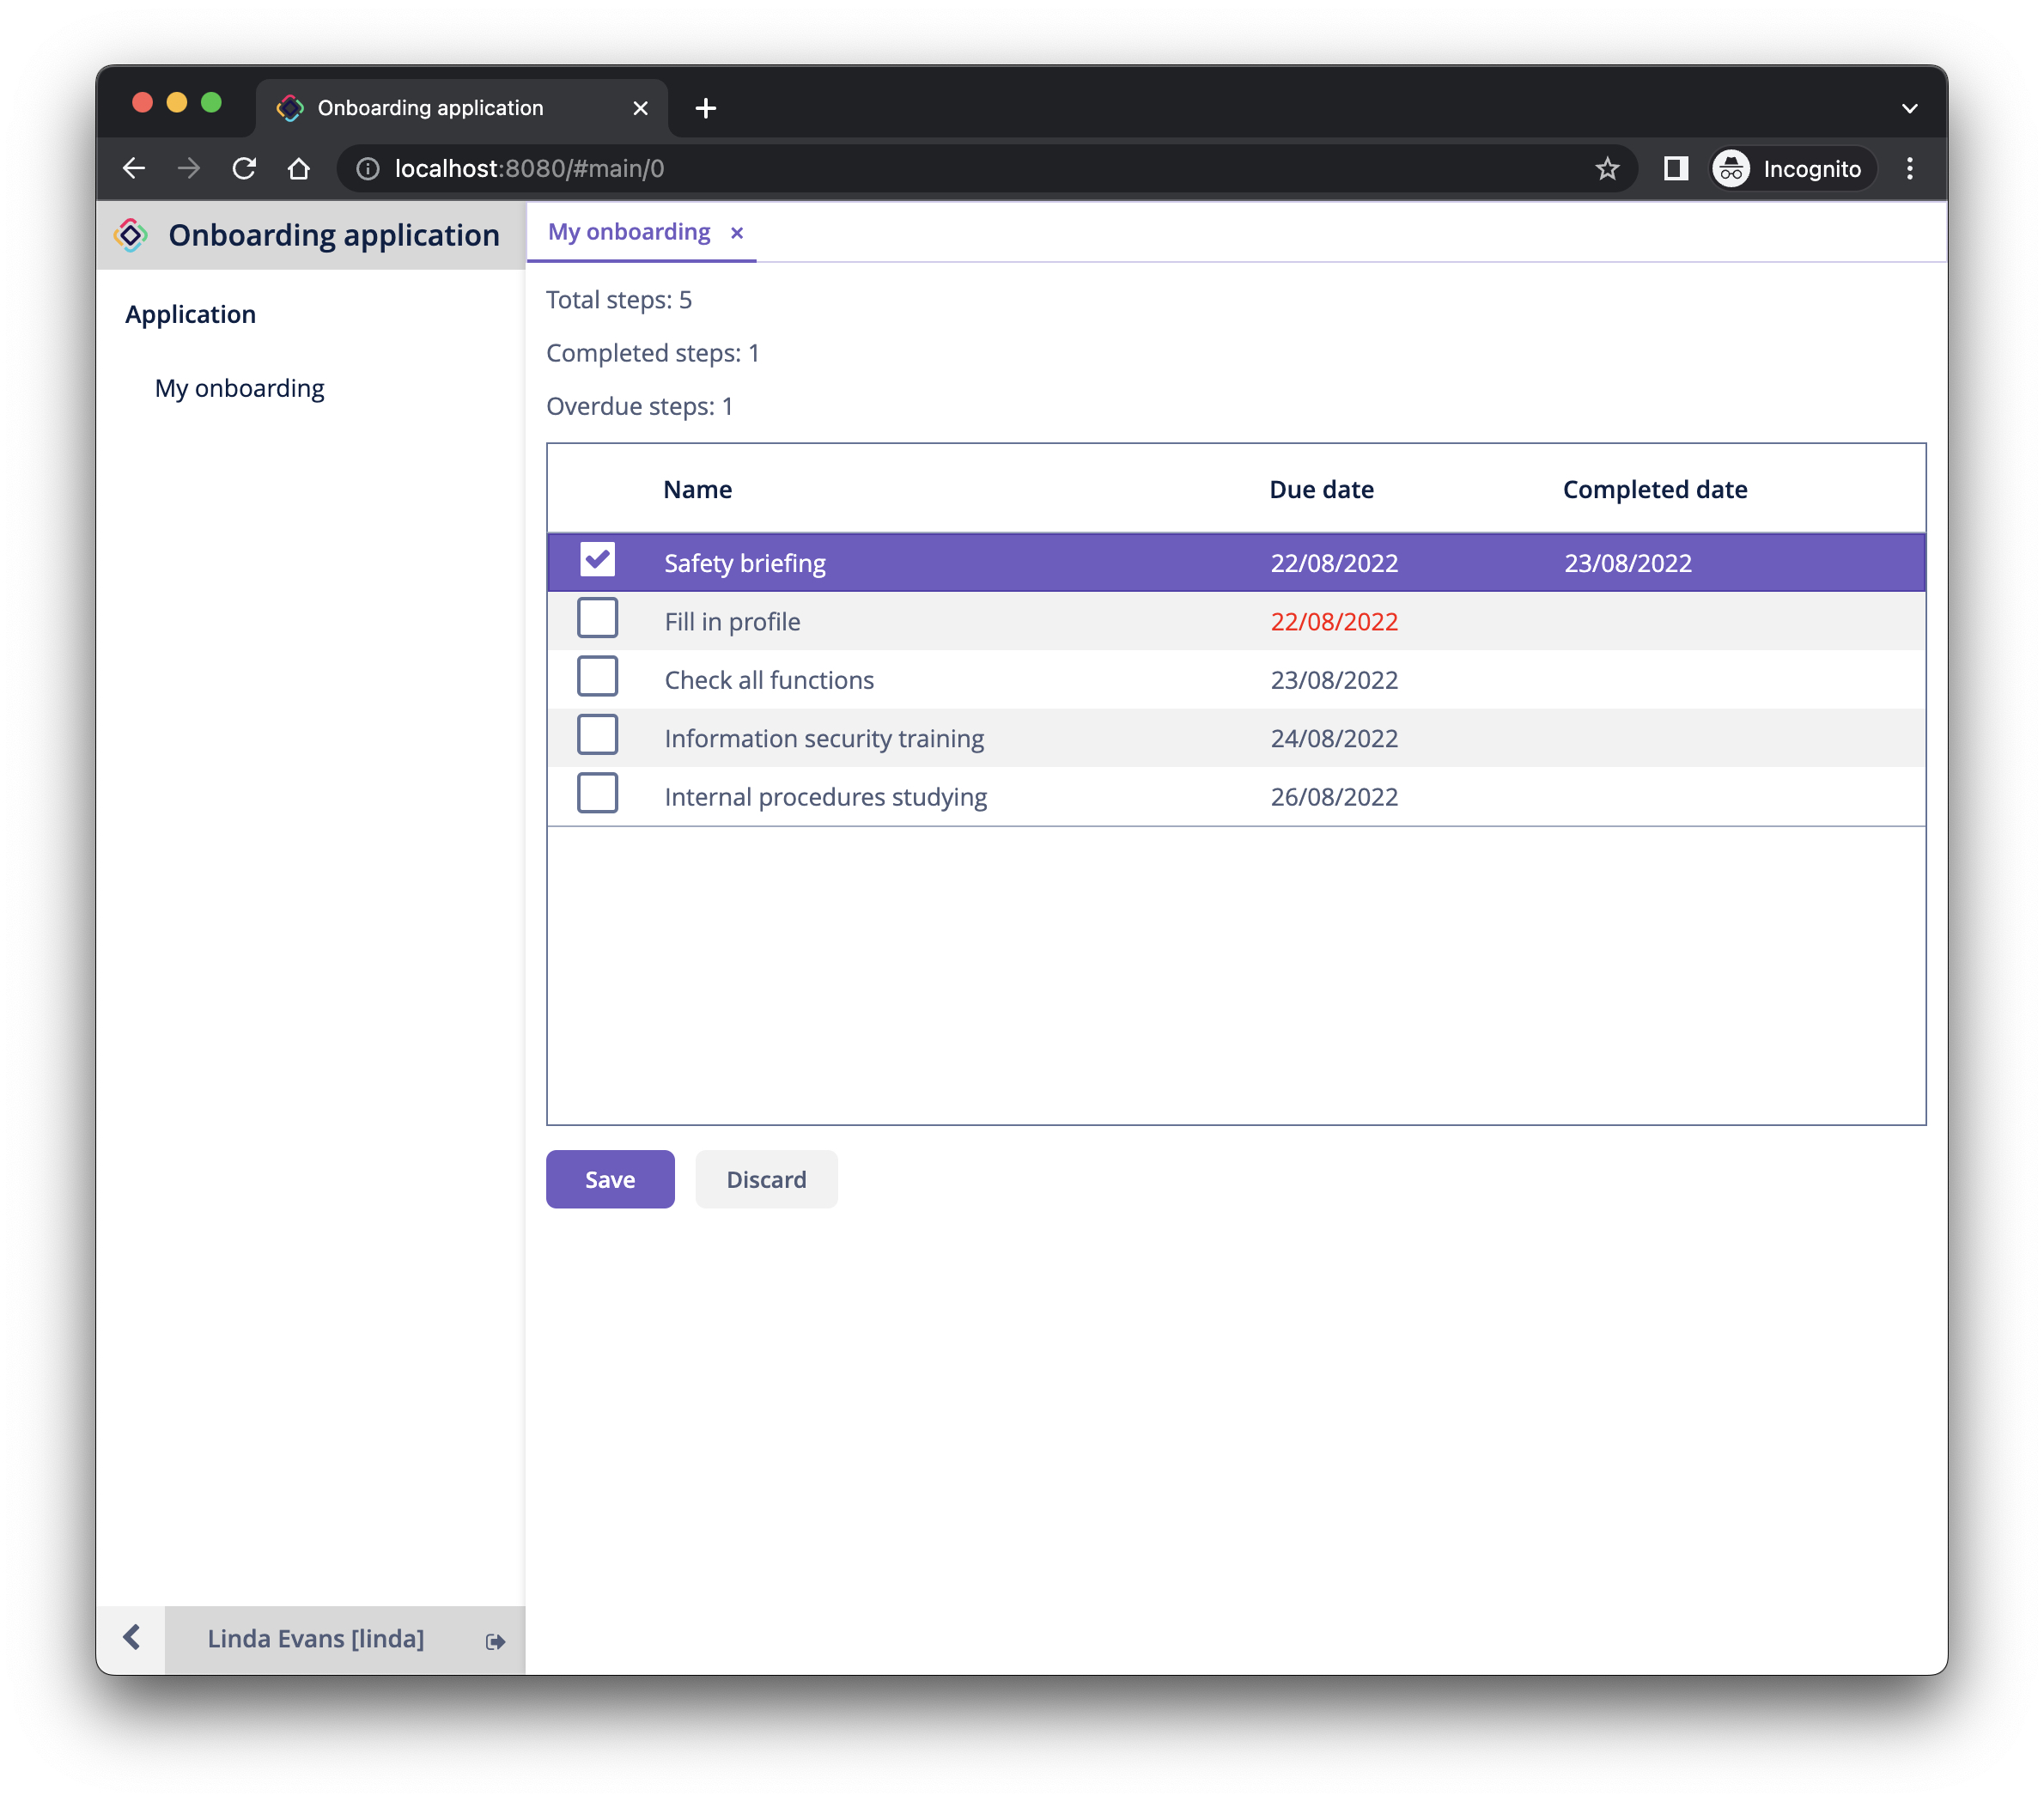 Onboarding application
localhost:8080/#main/0
Incognito
Onboarding application
My onboarding
Application
My onboarding
Total steps: 5
Completed steps: 1
Overdue steps: 1
Name Due date Completed date
Safety briefing 22/08/2022 23/08/2022
Fill in profile 22/08/2022
Check all functions 23/08/2022
Information security training 24/08/2022
Internal procedures studying 26/08/2022
Save Discard
Linda Evans [linda]